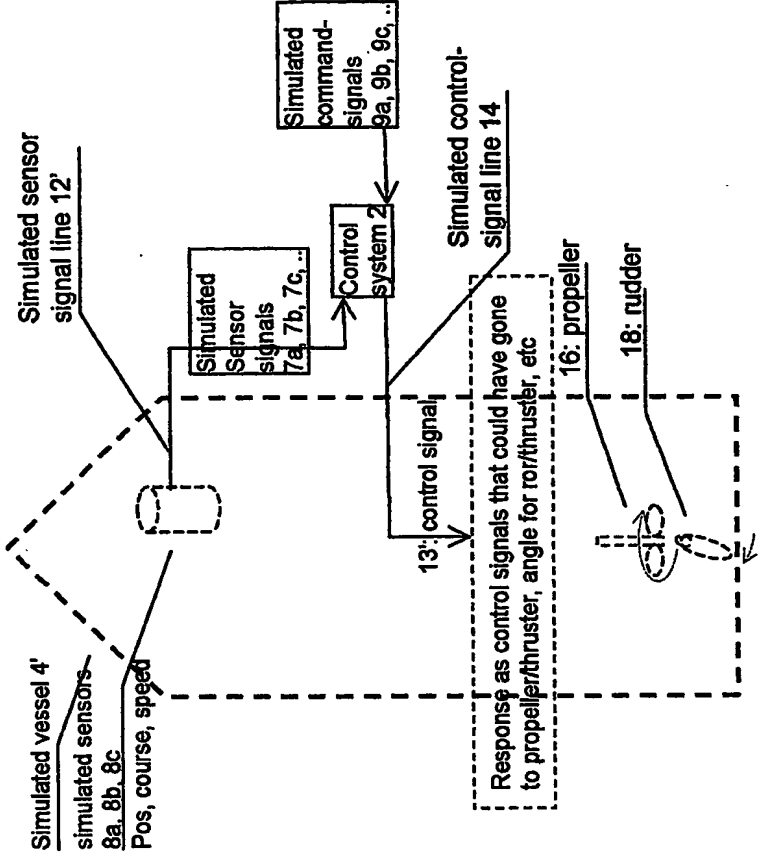 Simulated vessel 4'
simulated sensors
8a, 8b, 8c
Pos, course, speed
Simulated sensor
signal line 12'
Simulated
Sensor
signals
7a, 7b, 7c, ..
Simulated
command-
signals
9a, 9b, 9c, ..
Control
system 2
Simulated control-
signal line 14
13': control signal,
Response as control signals that could have gone
to propeller/thruster, angle for ror/thruster, etc
16: propeller
18: rudder